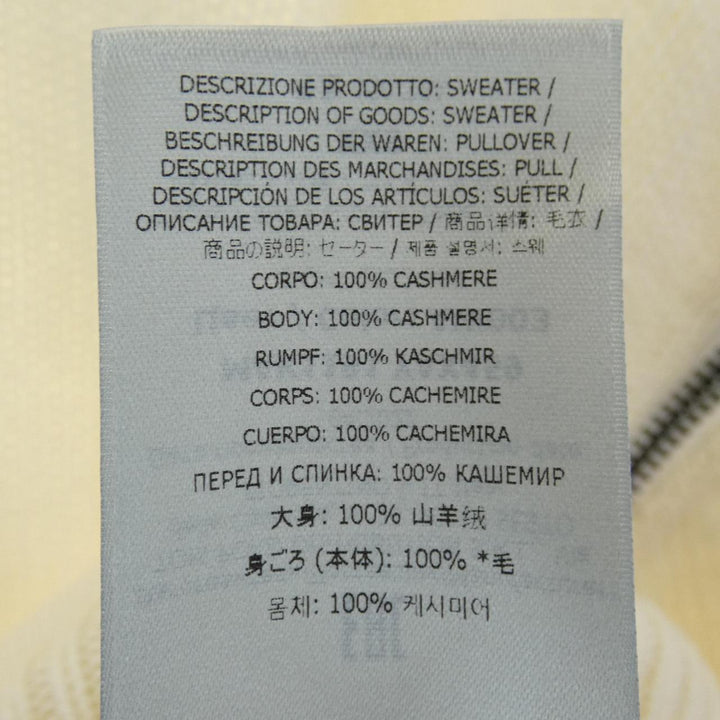 DESCRIZIONE PRODOTTO: SWEATER /
DESCRIPTION OF GOODS: SWEATER /
BESCHREIBUNG DER WAREN: PULLOVER /
DESCRIPTION DES MARCHANDISES: PULL /
DESCRIPCIÓN DE LOS ARTÍCULOS: SUÉTER /
ОПИСАНИЕ ТОВАРА: СВИТЕР / 商品详情: 毛衣 /
商品の説明: セーター / 제품 설명서: 스웨
CORPO: 100% CASHMERE
BODY: 100% CASHMERE
RUMPF: 100% KASCHMIR
CORPS: 100% CACHEMIRE
CUERPO: 100% CACHEMIRA
ПЕРЕД И СПИНКА: 100% КАШЕМИР
大身: 100% 山羊绒
身ごろ (本体): 100% *毛
몸체: 100% 케시미어